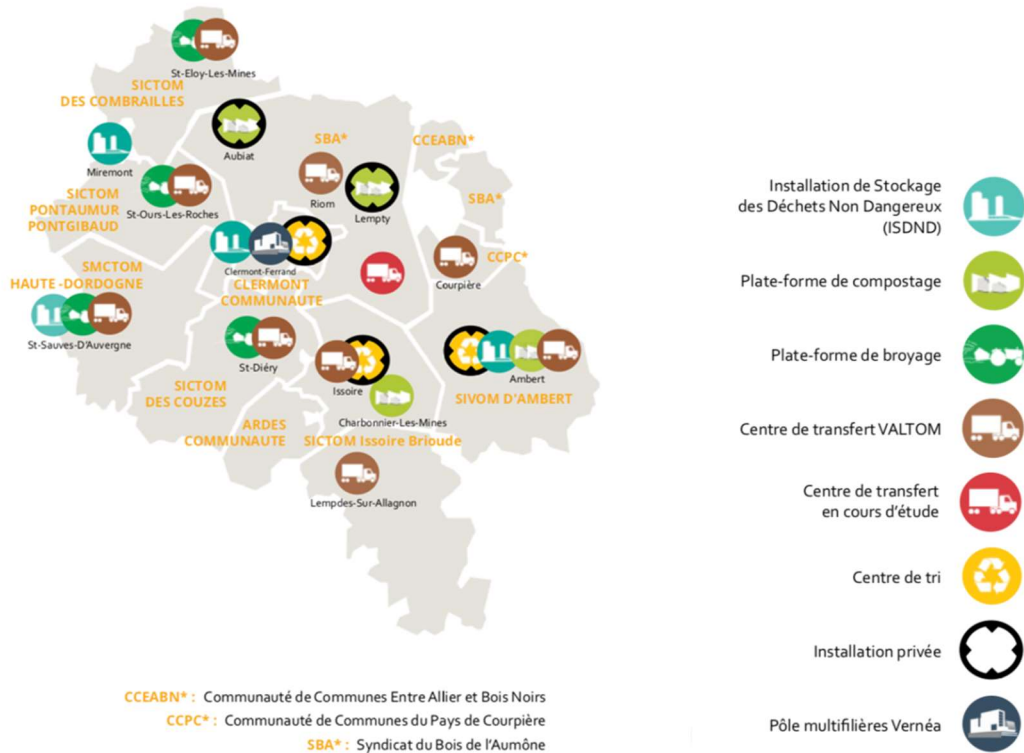 St-Eloy-Les-Mines
SICTOM
DES COMBRAILLES
Aubiat
SBA*
CCEABN*
Miremont
Riom
Lempty
SBA*
SICTOM
PONTAUMUR
PONTGIBAUD
St-Ours-Les-Roches
Clermont-Ferrand
CLERMONT
COMMUNAUTE
CCPC*
Courpière
SMCTOM
HAUTE -DORDOGNE
St-Sauves-D'Auvergne
St-Diéry
Issoire
Ambert
SIVOM D'AMBERT
SICTOM
DES COUZES
Charbonnier-Les-Mines
ARDES
COMMUNAUTE
SICTOM Issoire Brioude
Lempdes-Sur-Allagnon
Installation de Stockage
des Déchets Non Dangereux
(ISDND)
Plate-forme de compostage
Plate-forme de broyage
Centre de transfert VALTOM
Centre de transfert
en cours d'étude
Centre de tri
Installation privée
Pôle multifilières Vernéa
CCEABN* : Communauté de Communes Entre Allier et Bois Noirs
CCPC* : Communauté de Communes du Pays de Courpière
SBA* : Syndicat du Bois de l'Aumône